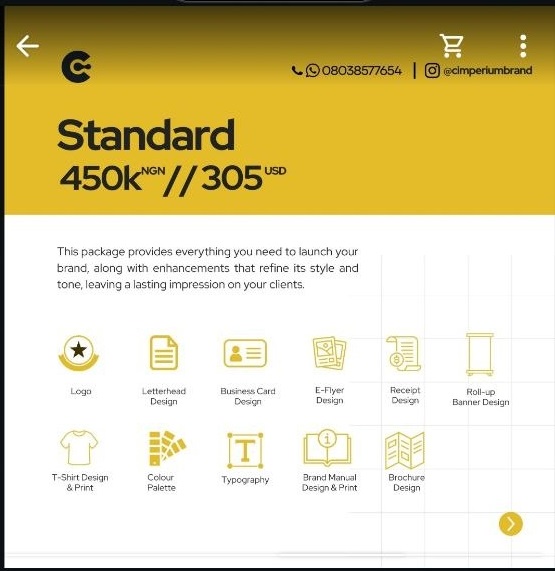 08038577654 | @cimperiumbrand
Standard
450kNGN // 305USD
This package provides everything you need to launch your
brand, along with enhancements that refine its style and
tone, leaving a lasting impression on your clients.
Logo
Letterhead
Design
Business Card
Design
E-Flyer
Design
Receipt
Design
Roll-up
Banner Design
T-Shirt Design
& Print
Colour
Palette
T
Typography
i
Brand Manual
Design & Print
Brochure
Design